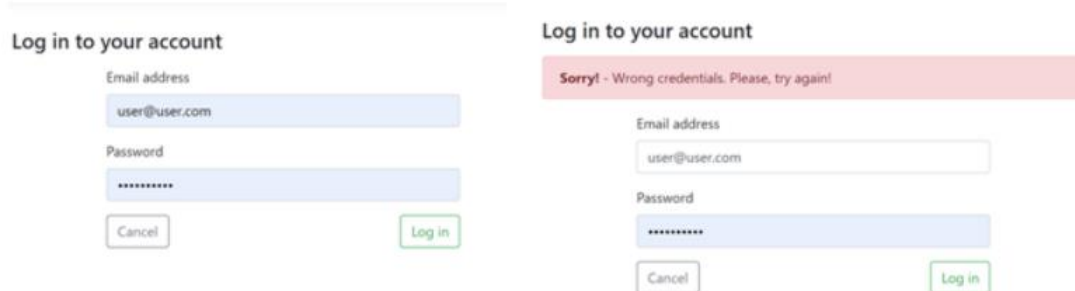 Log in to your account
Email address
user@user.com
Password
••••••••••
Cancel
Log in
Log in to your account
Sorry! - Wrong credentials. Please, try again!
Email address
user@user.com
Password
••••••••••
Cancel
Log in